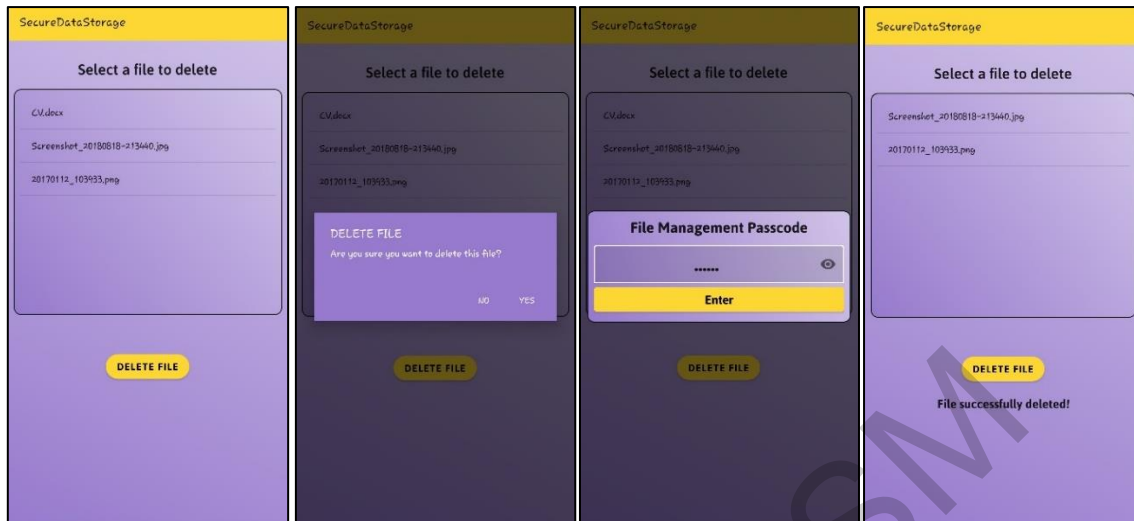 SecureDataStorage
Select a file to delete
CV.docx
Screenshot_20180818-213440.jpg
20170112_103933.png
DELETE FILE
SecureDataStorage
Select a file to delete
CV.docx
Screenshot_20180818-213440.jpg
20170112_103933.png
DELETE FILE
Are you sure you want to delete this file?
NO YES
DELETE FILE
SecureDataStorage
Select a file to delete
CV.docx
Screenshot_20180818-213440.jpg
20170112_103933.png
File Management Passcode
••••••
Enter
DELETE FILE
SecureDataStorage
Select a file to delete
Screenshot_20180818-213440.jpg
20170112_103933.png
DELETE FILE
File successfully deleted!
SM